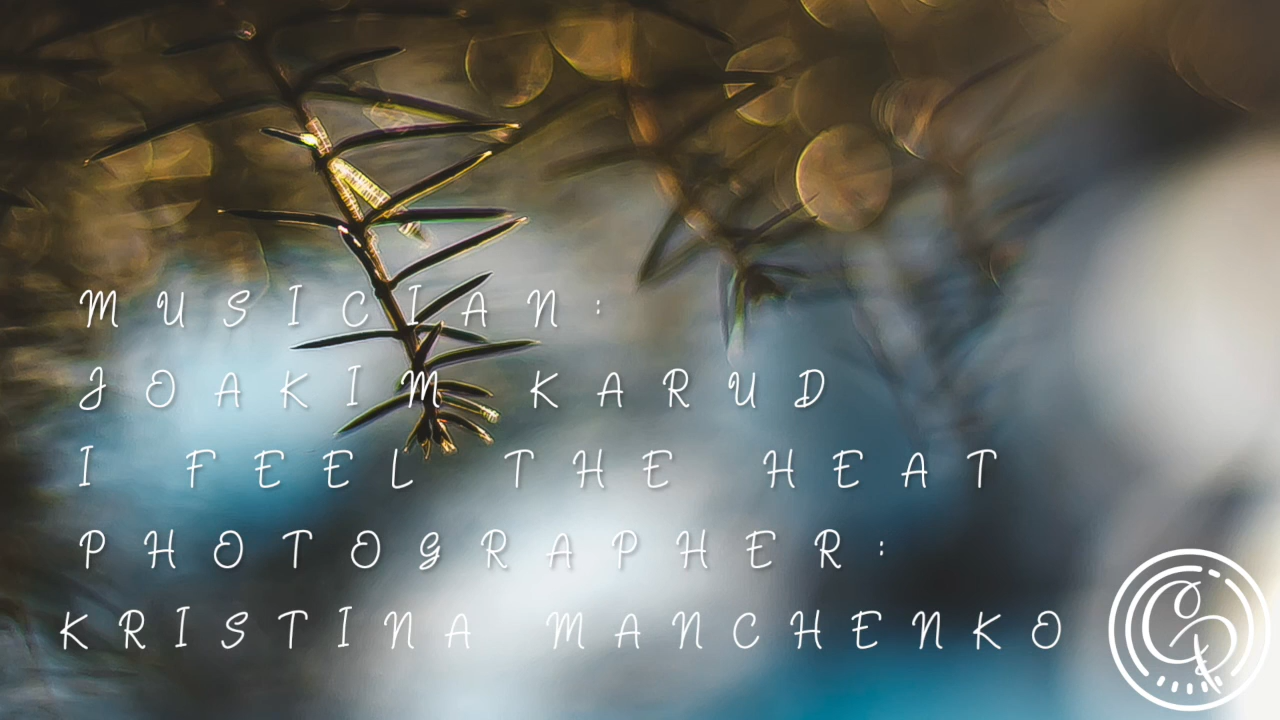 MUSICIAN:
JOAKIM KARUD
I FEEL THE HEAT
PHOTOGRAPHER:
KRISTINA MANCHENKO